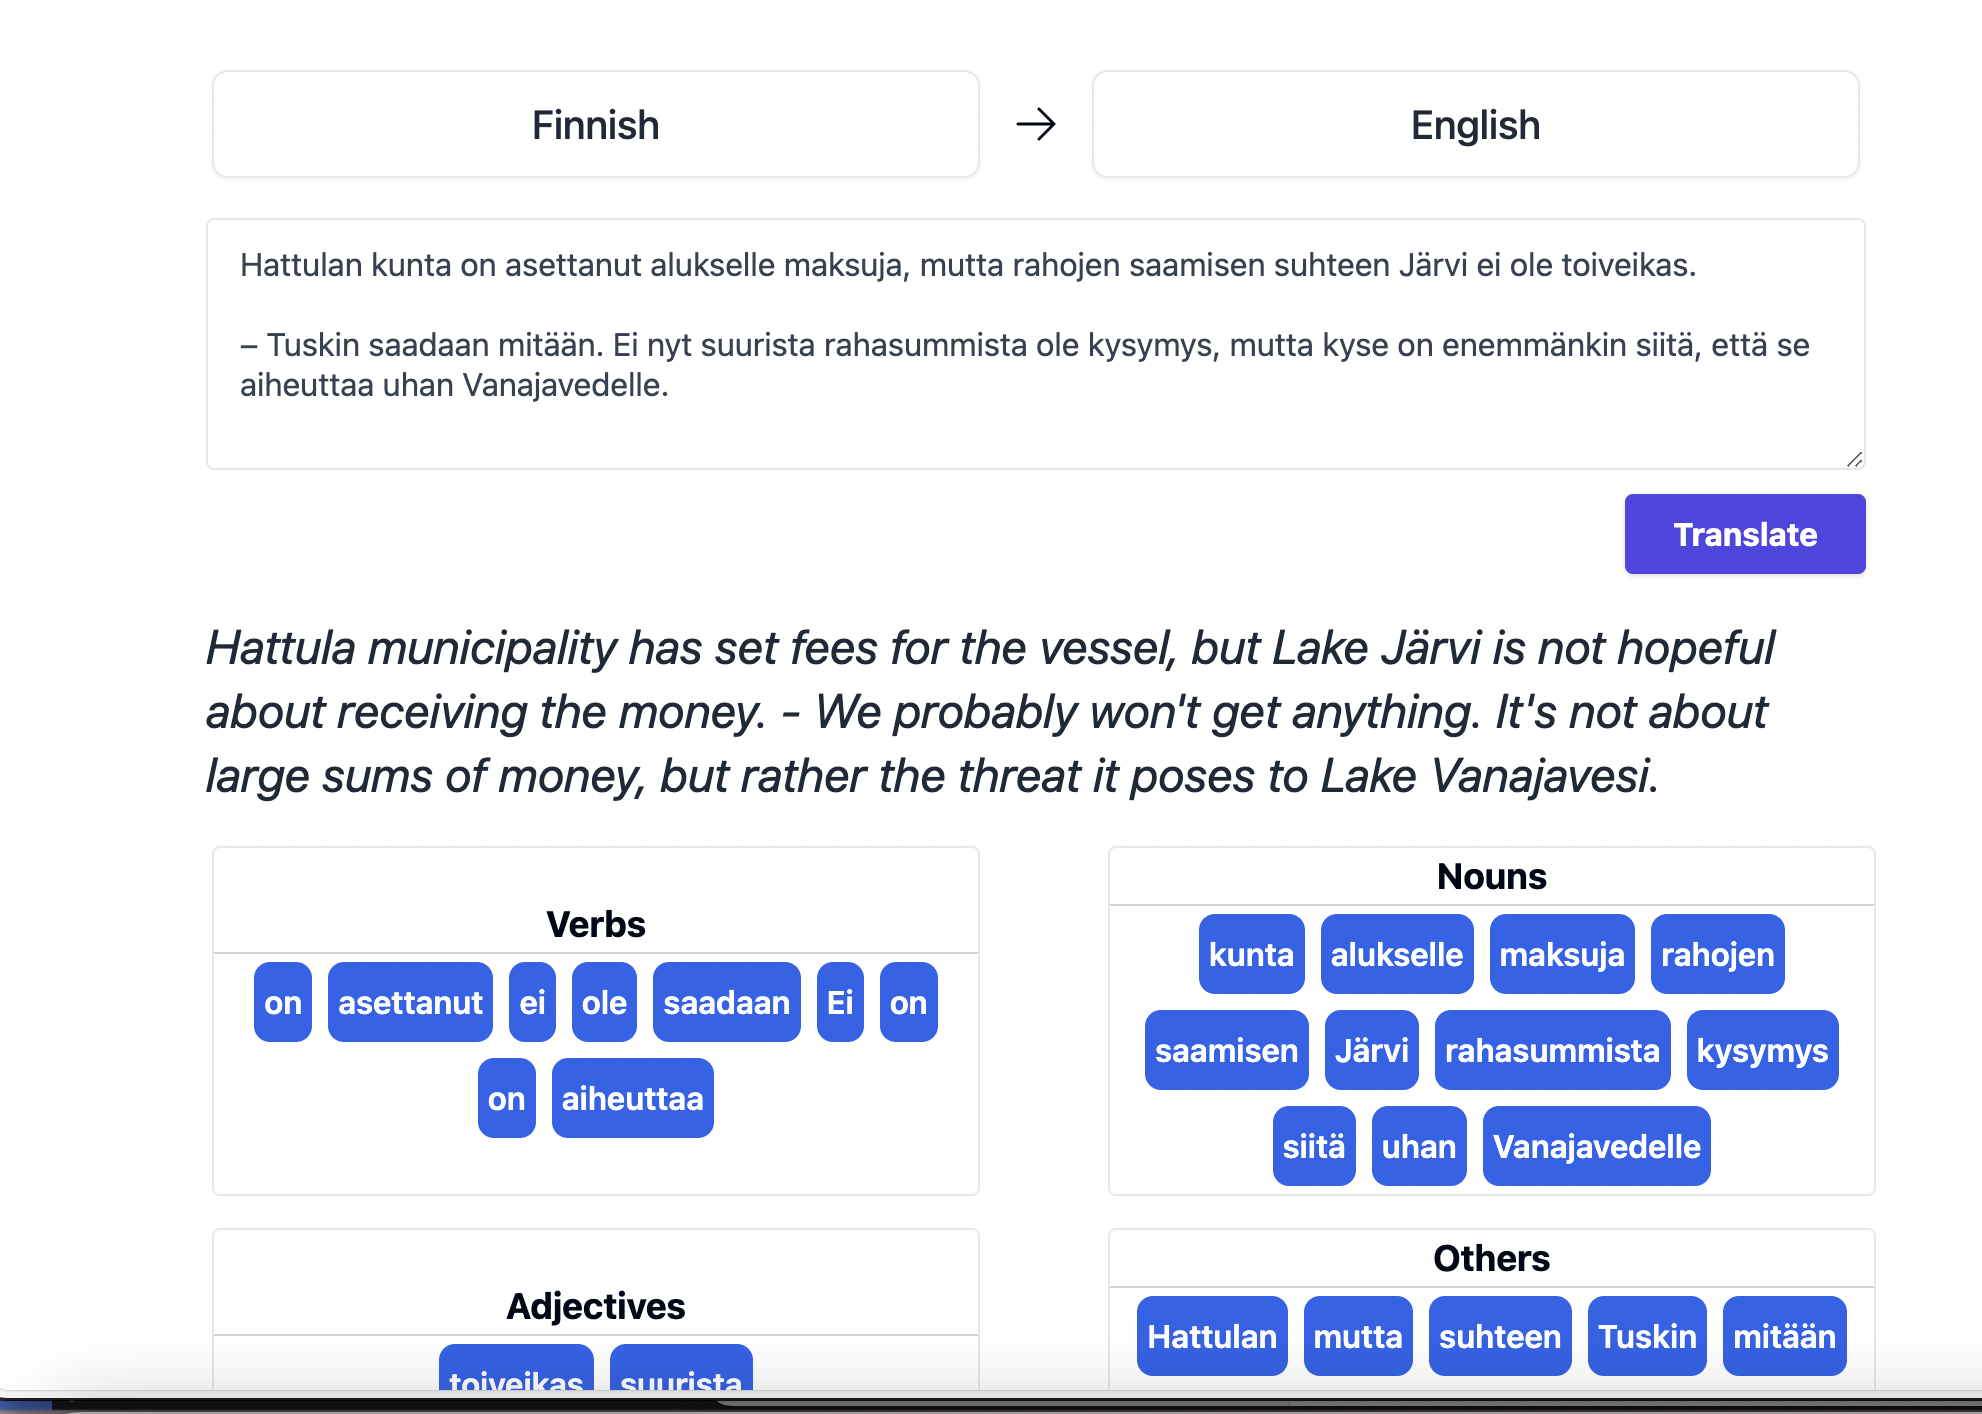 Finnish
→
English
Hattulan kunta on asettanut alukselle maksuja, mutta rahojen saamisen suhteen Järvi ei ole toiveikas.
– Tuskin saadaan mitään. Ei nyt suurista rahasummista ole kysymys, mutta kyse on enemmänkin siitä, että se
aiheuttaa uhan Vanajavedelle.
Translate
Hattula municipality has set fees for the vessel, but Lake Järvi is not hopeful
about receiving the money. - We probably won't get anything. It's not about
large sums of money, but rather the threat it poses to Lake Vanajavesi.
Verbs
on asettanut ei ole saadaan Ei on
on aiheuttaa
Nouns
kunta alukselle maksuja rahojen
saamisen Järvi rahasummista kysymys
siitä uhan Vanajavedelle
Adjectives
toiveikas suurista
Others
Hattulan mutta suhteen Tuskin mitään